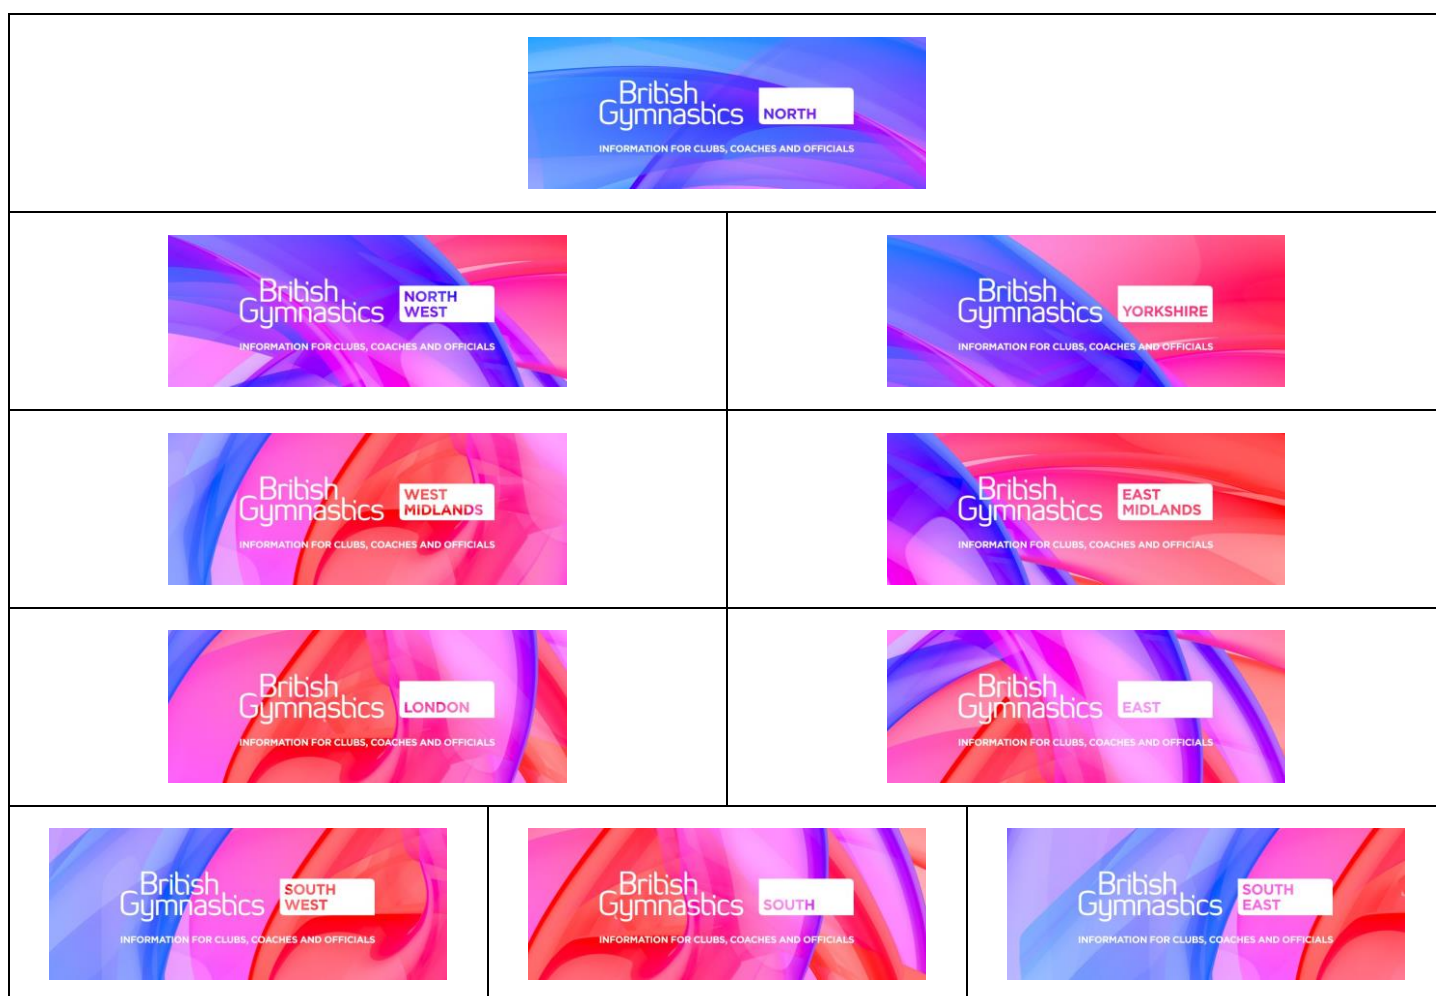 British
Gymnastics
NORTH
INFORMATION FOR CLUBS, COACHES AND OFFICIALS
British
Gymnastics
NORTH
WEST
INFORMATION FOR CLUBS, COACHES AND OFFICIALS
British
Gymnastics
YORKSHIRE
INFORMATION FOR CLUBS, COACHES AND OFFICIALS
British
Gymnastics
WEST
MIDLANDS
INFORMATION FOR CLUBS, COACHES AND OFFICIALS
British
Gymnastics
EAST
MIDLANDS
INFORMATION FOR CLUBS, COACHES AND OFFICIALS
British
Gymnastics
LONDON
INFORMATION FOR CLUBS, COACHES AND OFFICIALS
British
Gymnastics
EAST
INFORMATION FOR CLUBS, COACHES AND OFFICIALS
British
Gymnastics
SOUTH
WEST
INFORMATION FOR CLUBS, COACHES AND OFFICIALS
British
Gymnastics
SOUTH
INFORMATION FOR CLUBS, COACHES AND OFFICIALS
British
Gymnastics
SOUTH
EAST
INFORMATION FOR CLUBS, COACHES AND OFFICIALS